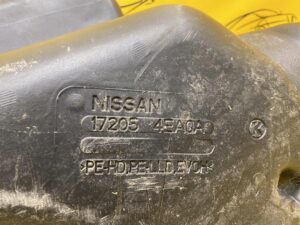 NISSAN
17205 4EA0A
PE-HD,PE-LLD,EVOH